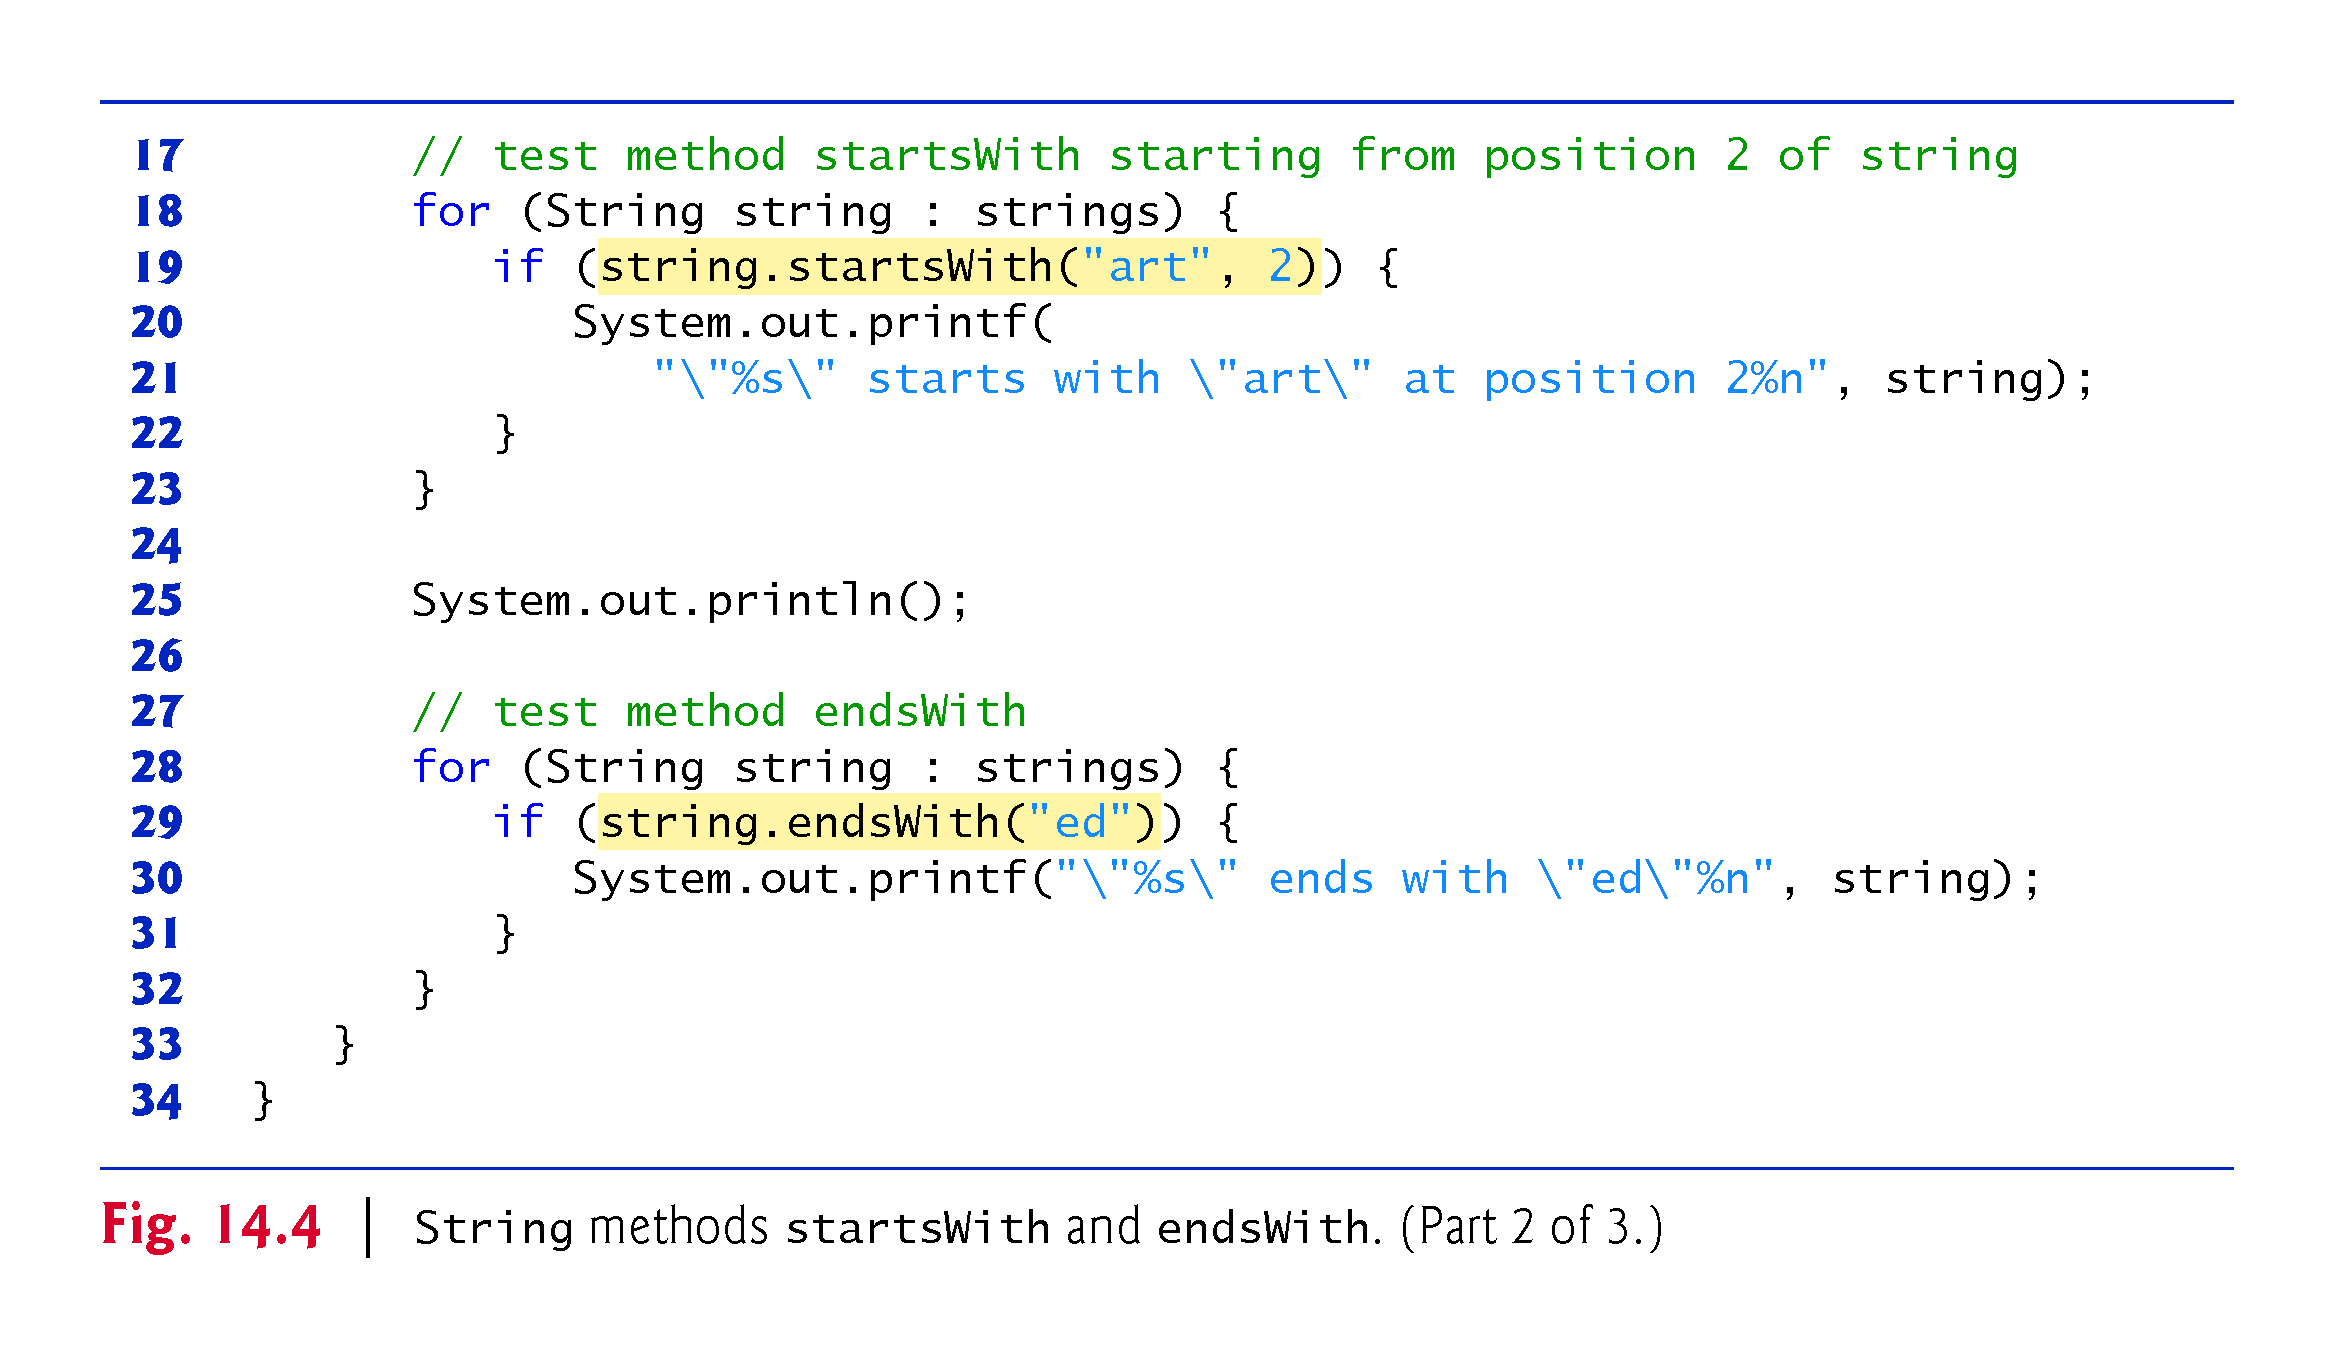 17 // test method startsWith starting from position 2 of string
18 for (String string : strings) {
19 if (string.startsWith("art", 2)) {
20 System.out.printf(
21 "\"%s\" starts with \"art\" at position 2%n", string);
22 }
23 }
24
25 System.out.println();
26
27 // test method endsWith
28 for (String string : strings) {
29 if (string.endsWith("ed")) {
30 System.out.printf("\"%s\" ends with \"ed\"%n", string);
31 }
32 }
33 }
34 }
Fig. 14.4 | String methods startsWith and endsWith. (Part 2 of 3.)